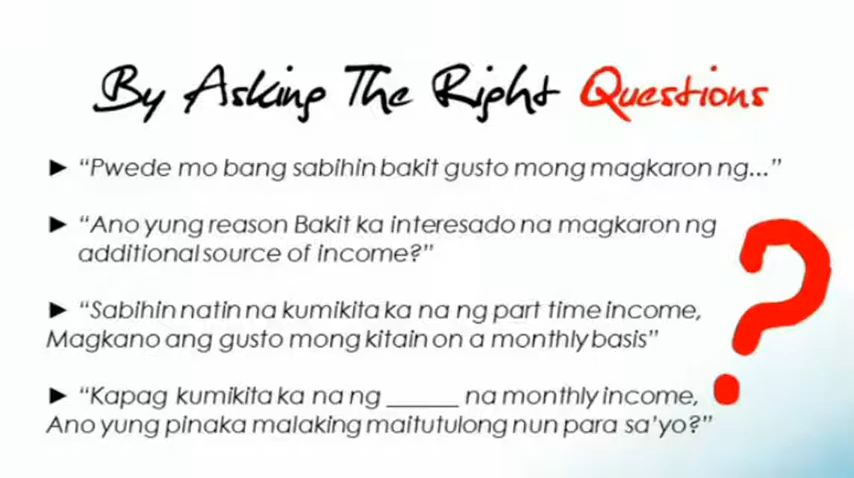 By Asking The Right Questions
► “Pwede mo bang sabihin bakit gusto mong magkaron ng...”
► “Ano yung reason Bakit ka interesado na magkaron ng
additional source of income?”
► “Sabihin natin na kumikita ka na ng part time income,
Magkano ang gusto mong kitain on a monthly basis”
► “Kapag kumikita ka na ng ______ na monthly income,
Ano yung pinaka malaking maitutulong nun para sa’yo?”
?